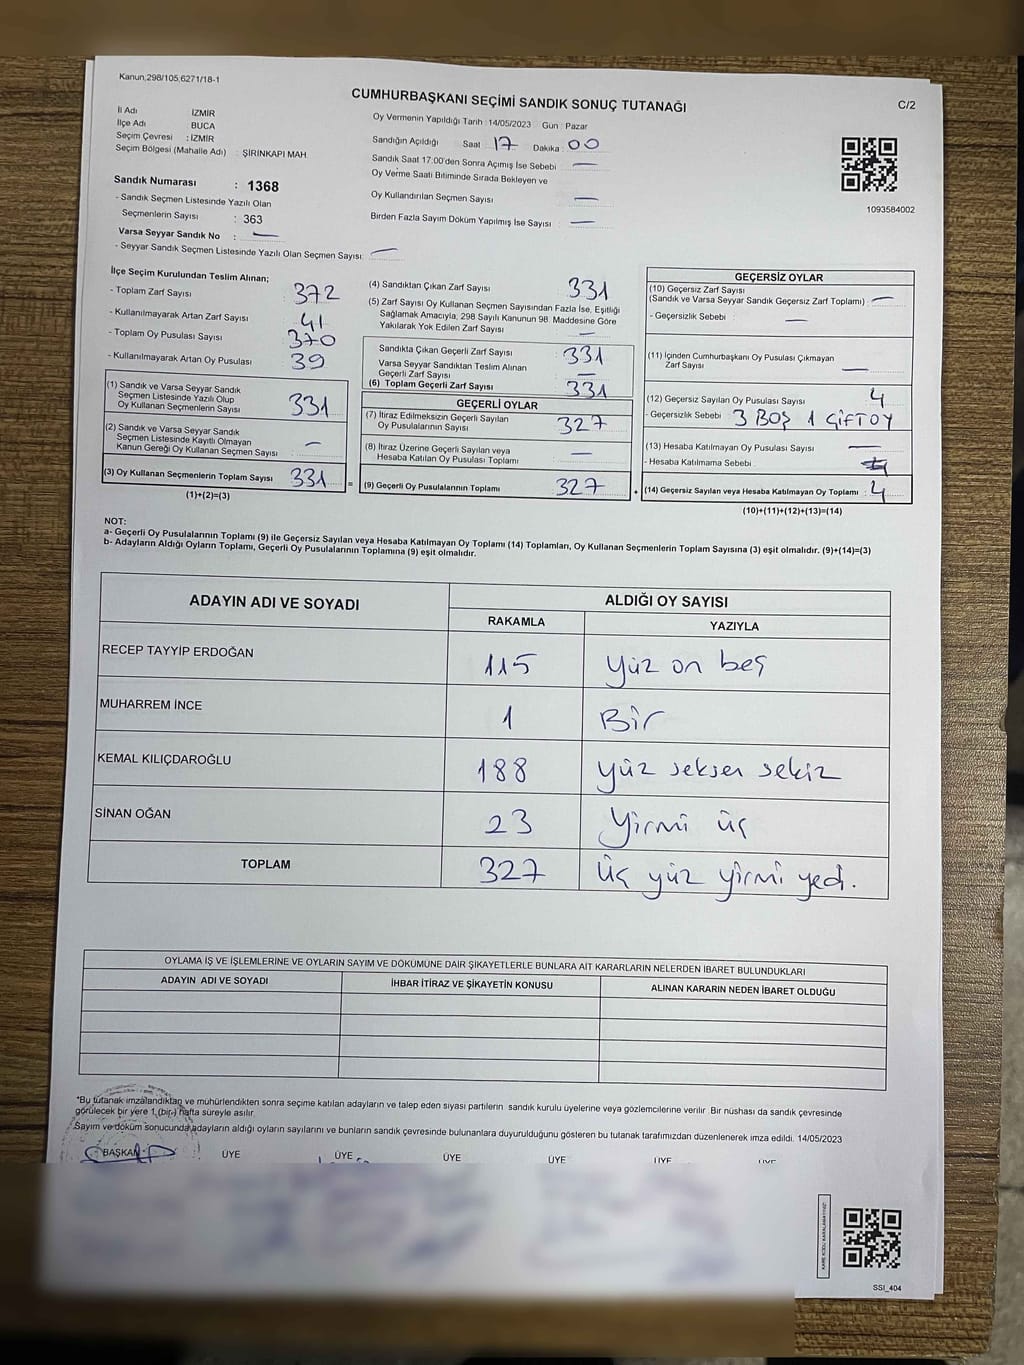 Kanun;298/105,6271/18-1
CUMHURBAŞKANI SEÇİMİ SANDIK SONUÇ TUTANAĞI
C/2
İl Adı İZMİR
İlçe Adı BUCA
Seçim Çevresi : İZMİR
Seçim Bölgesi (Mahalle Adı) : ŞİRİNKAPI MAH
Oy Vermenin Yapıldığı Tarih : 14/05/2023 Gün : Pazar
Sandığın Açıldığı Saat 17 Dakika : 00
Sandık Saat 17:00'den Sonra Açımış İse Sebebi —
Oy Verme Saati Bitiminde Sırada Bekleyen ve
Oy Kullandırılan Seçmen Sayısı —
Birden Fazla Sayım Döküm Yapılmış İse Sayısı —
1093584002
Sandık Numarası : 1368
- Sandık Seçmen Listesinde Yazılı Olan
Seçmenlerin Sayısı : 363
Varsa Seyyar Sandık No : —
- Seyyar Sandık Seçmen Listesinde Yazılı Olan Seçmen Sayısı: —
İlçe Seçim Kurulundan Teslim Alınan;
- Toplam Zarf Sayısı : 372
- Kullanılmayarak Artan Zarf Sayısı : 41
- Toplam Oy Pusulası Sayısı : 370
- Kullanılmayarak Artan Oy Pusulası : 39
(1) Sandık ve Varsa Seyyar Sandık
Seçmen Listesinde Yazılı Olup
Oy Kullanan Seçmenlerin Sayısı 331
(2) Sandık ve Varsa Seyyar Sandık
Seçmen Listesinde Kayıtlı Olmayan
Kanun Gereği Oy Kullanan Seçmen Sayısı : —
(3) Oy Kullanan Seçmenlerin Toplam Sayısı 331
(1)+(2)=(3)
=
(4) Sandıktan Çıkan Zarf Sayısı 331
(5) Zarf Sayısı Oy Kullanan Seçmen Sayısından Fazla İse, Eşitliği
Sağlamak Amacıyla; 298 Sayılı Kanunun 98. Maddesine Göre
Yakılarak Yok Edilen Zarf Sayısı —
Sandıkta Çıkan Geçerli Zarf Sayısı : 331
Varsa Seyyar Sandıktan Teslim Alınan
Geçerli Zarf Sayısı —
(6) Toplam Geçerli Zarf Sayısı 331
GEÇERLİ OYLAR
(7) İtiraz Edilmeksizin Geçerli Sayılan
Oy Pusulalarının Sayısı : 327
(8) İtiraz Üzerine Geçerli Sayılan veya
Hesaba Katılan Oy Pusulası Toplamı : —
(9) Geçerli Oy Pusulalarının Toplamı : 327
+
GEÇERSİZ OYLAR
(10) Geçersiz Zarf Sayısı
(Sandık ve Varsa Seyyar Sandık Geçersiz Zarf Toplamı) : —
- Geçersizlik Sebebi : —
(11) İçinden Cumhurbaşkanı Oy Pusulası Çıkmayan
Zarf Sayısı : —
(12) Geçersiz Sayılan Oy Pusulası Sayısı : 4
- Geçersizlik Sebebi : 3 BOŞ 1 ÇİFTOY
(13) Hesaba Katılmayan Oy Pusulası Sayısı : —
- Hesaba Katılmama Sebebi :
(14) Geçersiz Sayılan veya Hesaba Katılmayan Oy Toplamı : 4
(10)+(11)+(12)+(13)=(14)
NOT:
a- Geçerli Oy Pusulalarının Toplamı (9) ile Geçersiz Sayılan veya Hesaba Katılmayan Oy Toplamı (14) Toplamları, Oy Kullanan Seçmenlerin Toplam Sayısına (3) eşit olmalıdır. (9)+(14)=(3)
b- Adayların Aldığı Oyların Toplamı, Geçerli Oy Pusulalarının Toplamına (9) eşit olmalıdır.
ADAYIN ADI VE SOYADI ALDIĞI OY SAYISI
RAKAMLA YAZIYLA
RECEP TAYYİP ERDOĞAN 115 Yüz on beş
MUHARREM İNCE 1 Bir
KEMAL KILIÇDAROĞLU 188 Yüz seksen sekiz
SİNAN OĞAN 23 Yirmi üç
TOPLAM 327 üç yüz yirmi yedi.
OYLAMA İŞ VE İŞLEMLERİNE VE OYLARIN SAYIM VE DÖKÜMÜNE DAİR ŞİKAYETLERLE BUNLARA AİT KARARLARIN NELERDEN İBARET BULUNDUKLARI
ADAYIN ADI VE SOYADI İHBAR İTİRAZ VE ŞİKAYETİN KONUSU ALINAN KARARIN NEDEN İBARET OLDUĞU
*Bu tutanak imzalandıktan ve mühürlendikten sonra seçime katılan adayların ve talep eden siyasi partilerin sandık kurulu üyelerine veya gözlemcilerine verilir. Bir nüshası da sandık çevresinde
görülecek bir yere 1 (bir) hafta süreyle asılır.
Sayım ve döküm sonucunda adayların aldığı oyların sayılarını ve bunların sandık çevresinde bulunanlara duyurulduğunu gösteren bu tutanak tarafımızdan düzenlenerek imza edildi. 14/05/2023
BAŞKAN ÜYE ÜYE ÜYE ÜYE ÜYE ÜYE
SSİ_404